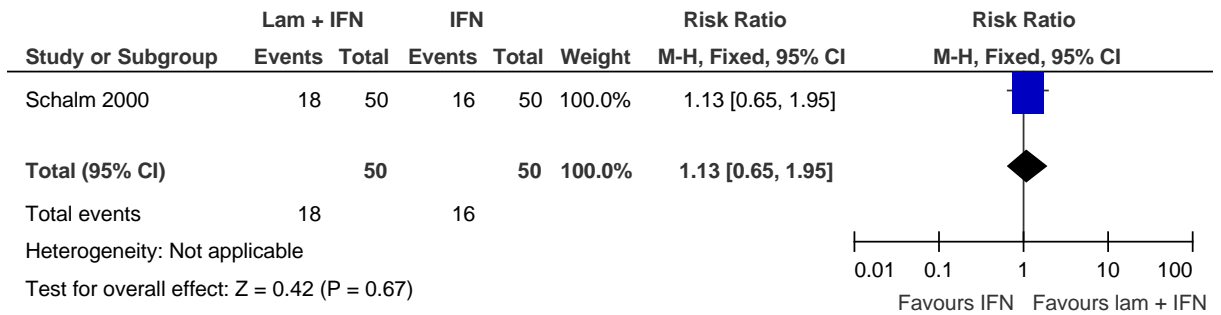 Lam + IFN IFN Risk Ratio Risk Ratio
Study or Subgroup Events Total Events Total Weight M-H, Fixed, 95% CI M-H, Fixed, 95% CI
Schalm 2000 18 50 16 50 100.0% 1.13 [0.65, 1.95]
Total (95% CI) 50 50 100.0% 1.13 [0.65, 1.95]
Total events 18 16
Heterogeneity: Not applicable
Test for overall effect: Z = 0.42 (P = 0.67)
0.01 0.1 1 10 100
Favours IFN Favours lam + IFN